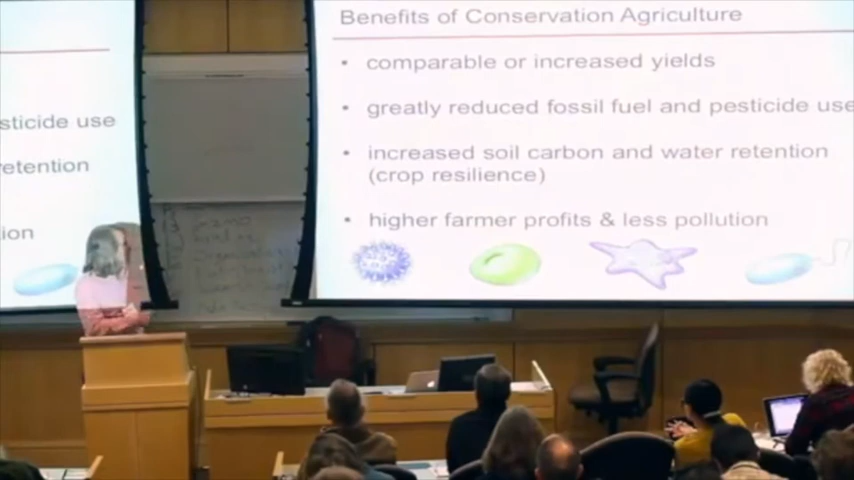 Benefits of Conservation Agriculture
• comparable or increased yields
• greatly reduced fossil fuel and pesticide use
• increased soil carbon and water retention
(crop resilience)
• higher farmer profits & less pollution
sticide use
retention
ion